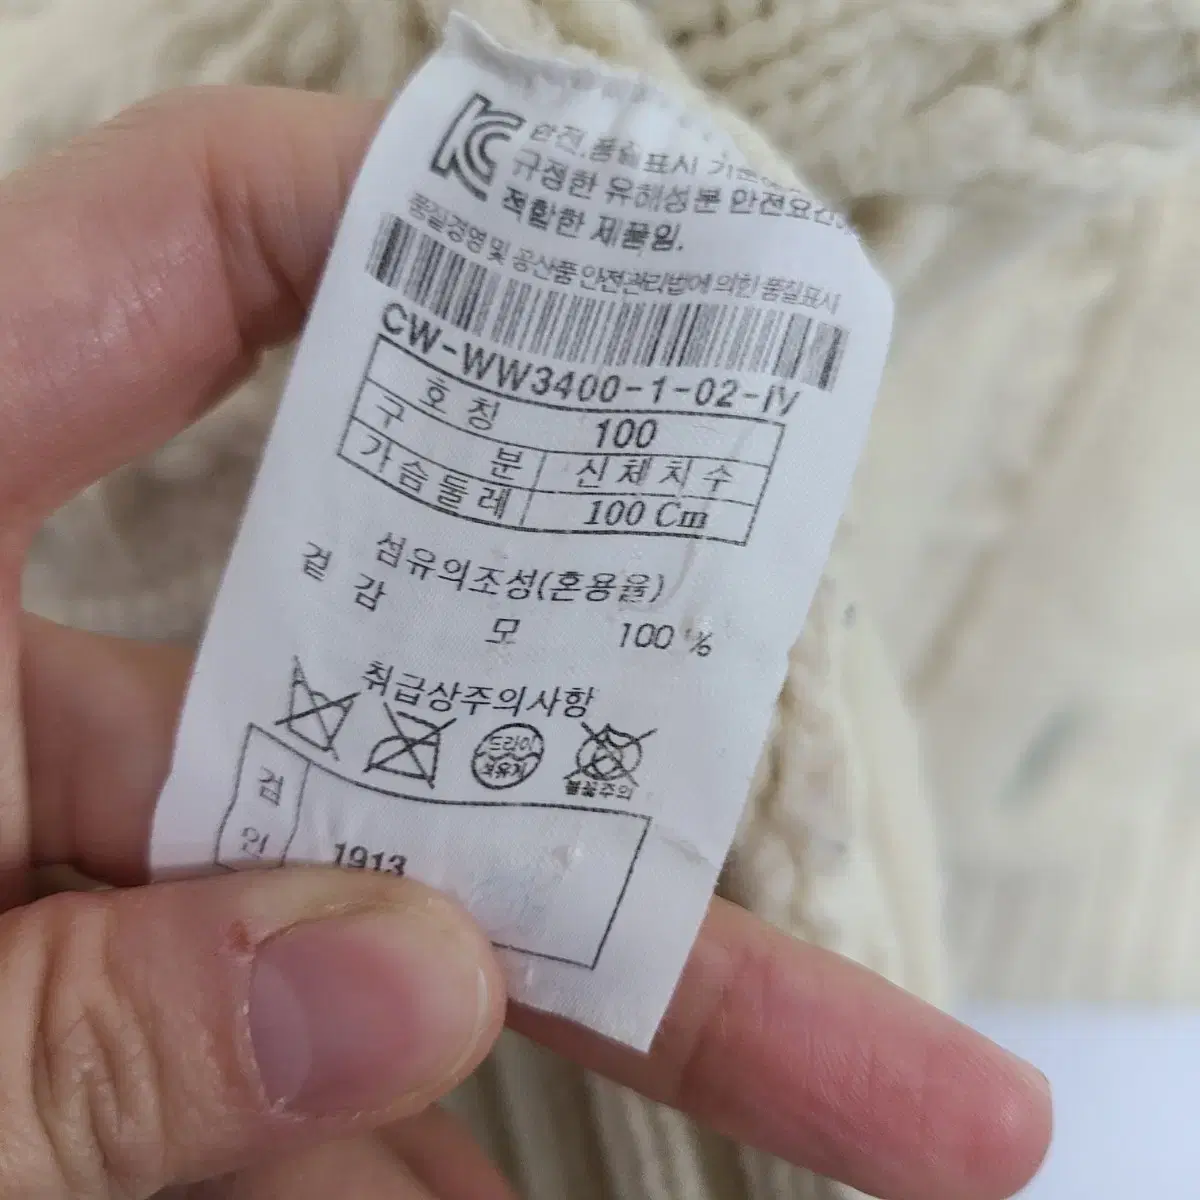 KC 안전.품질표시 기준에
규정한 유해성분 안전요건에
적합한 제품임.
품질경영 및 공산품 안전관리법에 의한 품질표시
CW-WW3400-1-02-IV
호 칭 100
구 분 신 체 치 수
가 슴 둘 레 100 Cm
섬유의조성(혼용율)
겉 감
모 100 %
취급상주의사항
드라이
석유계
불꽃주의
검
인
1913